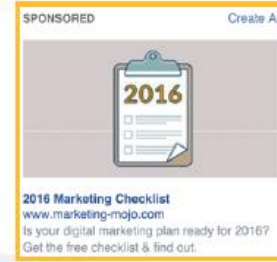 SPONSORED Create A
2016
2016 Marketing Checklist
www.marketing-mojo.com
Is your digital marketing plan ready for 2016?
Get the free checklist & find out.